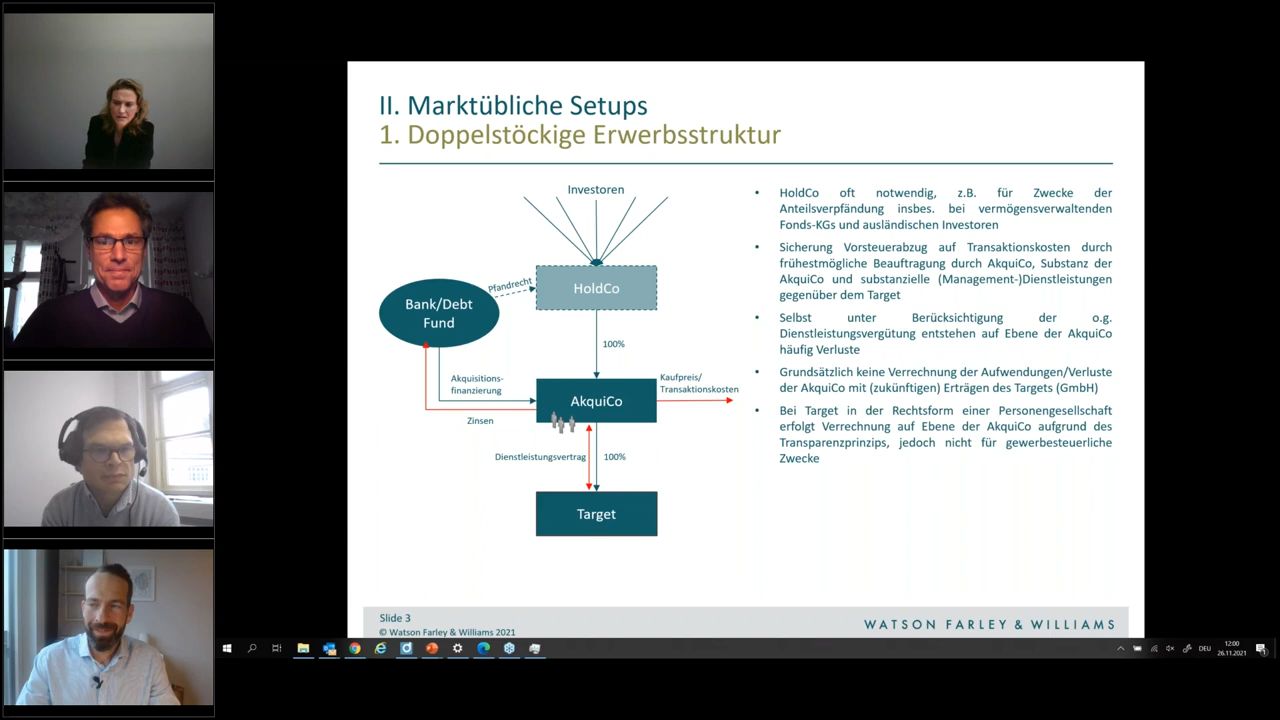 II. Marktübliche Setups
1. Doppelstöckige Erwerbsstruktur
Investoren
Pfandrecht
HoldCo
Bank/Debt
Fund
100%
Akquisitions-
finanzierung
Kaufpreis/
Transaktionskosten
AkquiCo
Zinsen
Dienstleistungsvertrag
100%
Target
• HoldCo oft notwendig, z.B. für Zwecke der
Anteilsverpfändung insbes. bei vermögensverwaltenden
Fonds-KGs und ausländischen Investoren
• Sicherung Vorsteuerabzug auf Transaktionskosten durch
frühestmögliche Beauftragung durch AkquiCo, Substanz der
AkquiCo und substanzielle (Management-)Dienstleistungen
gegenüber dem Target
• Selbst unter Berücksichtigung der o.g.
Dienstleistungsvergütung entstehen auf Ebene der AkquiCo
häufig Verluste
• Grundsätzlich keine Verrechnung der Aufwendungen/Verluste
der AkquiCo mit (zukünftigen) Erträgen des Targets (GmbH)
• Bei Target in der Rechtsform einer Personengesellschaft
erfolgt Verrechnung auf Ebene der AkquiCo aufgrund des
Transparenzprinzips, jedoch nicht für gewerbesteuerliche
Zwecke
Slide 3
© Watson Farley & Williams 2021
WATSON FARLEY & WILLIAMS
DEU
12:00
26.11.2021